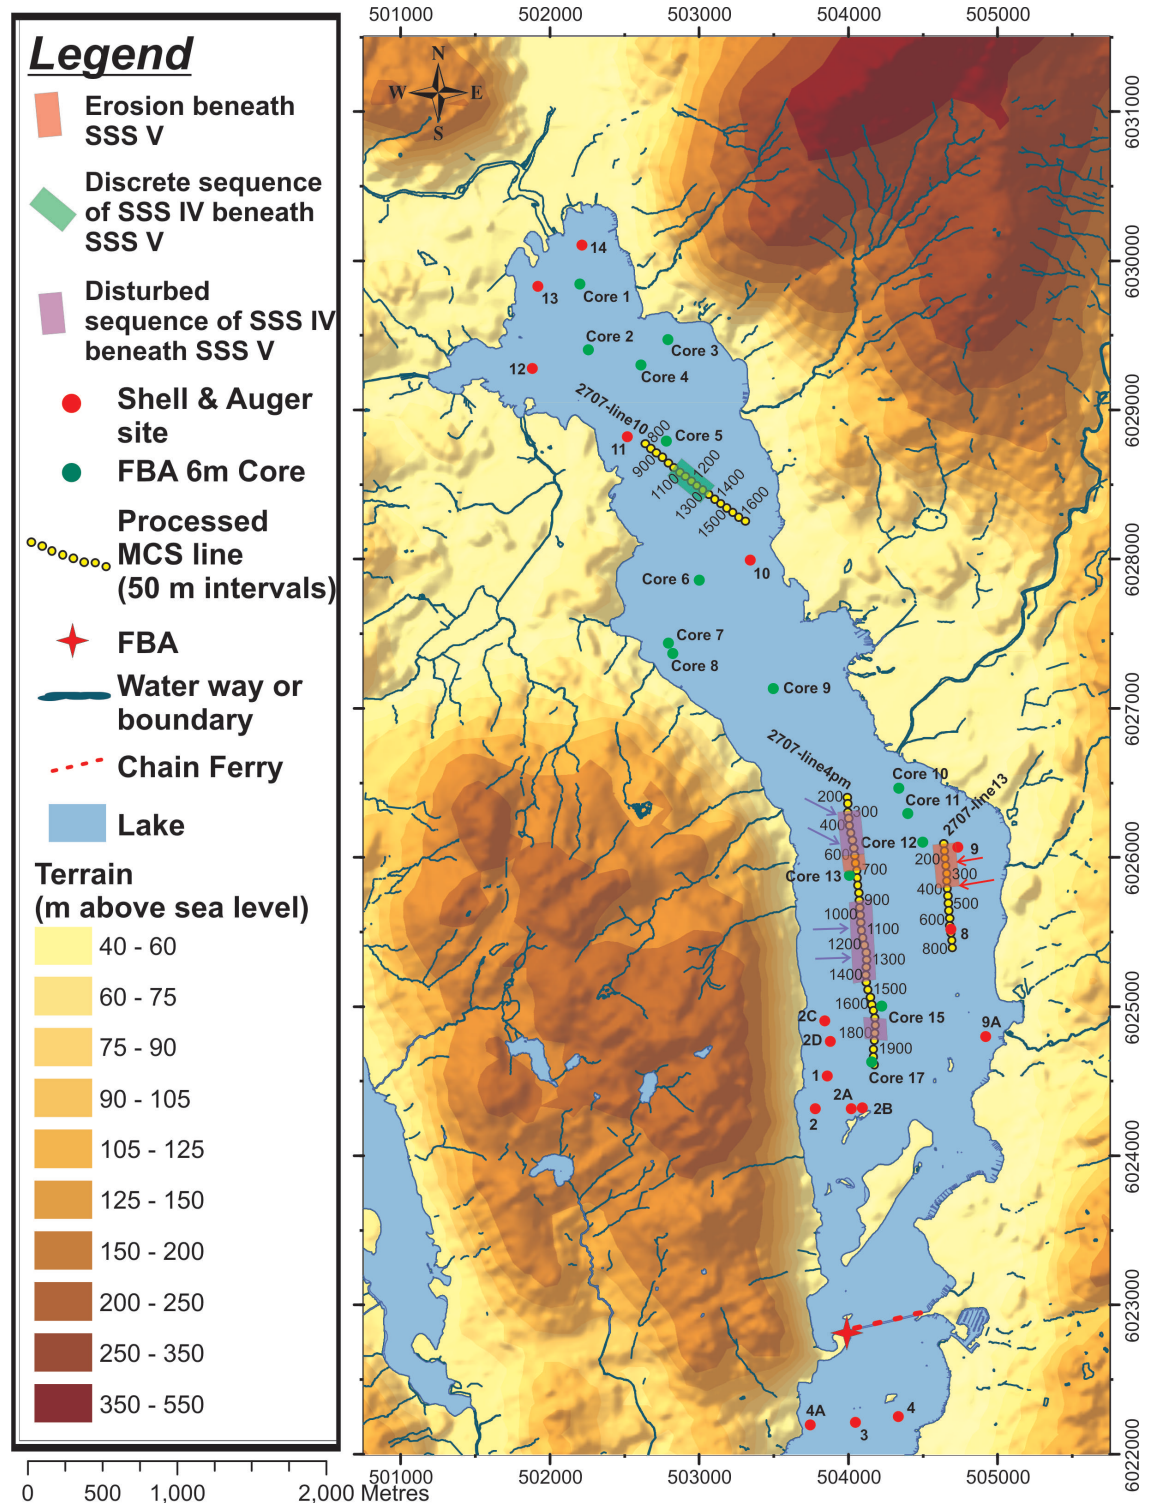 Legend
Erosion beneath
SSS V
Discrete sequence
of SSS IV beneath
SSS V
Disturbed
sequence of SSS IV
beneath SSS V
Shell & Auger
site
FBA 6m Core
Processed
MCS line
(50 m intervals)
FBA
Water way or
boundary
Chain Ferry
Lake
Terrain
(m above sea level)
40 - 60
60 - 75
75 - 90
90 - 105
105 - 125
125 - 150
150 - 200
200 - 250
250 - 350
350 - 550
0 500 1,000 2,000 Metres
501000 502000 503000 504000 505000
N
W E
S
6031000
6030000
6029000
6028000
6027000
6026000
6025000
6024000
6023000
6022000
14
13
Core 1
Core 2
Core 3
12
Core 4
2707-line10
800
Core 5
11
900
1200
1100
1400
1300
1600
1500
10
Core 6
Core 7
Core 8
Core 9
2707-line4pm
Core 10
Core 11
2707-line13
200
300
400
Core 12
9
600
200
700
300
Core 13
400
900
500
1000
600
1100
8
1200
800
1300
1400
1500
1600
2C
Core 15
9A
1800
2D
1900
1
Core 17
2A
2B
2
4A
4
3
501000 502000 503000 504000 505000